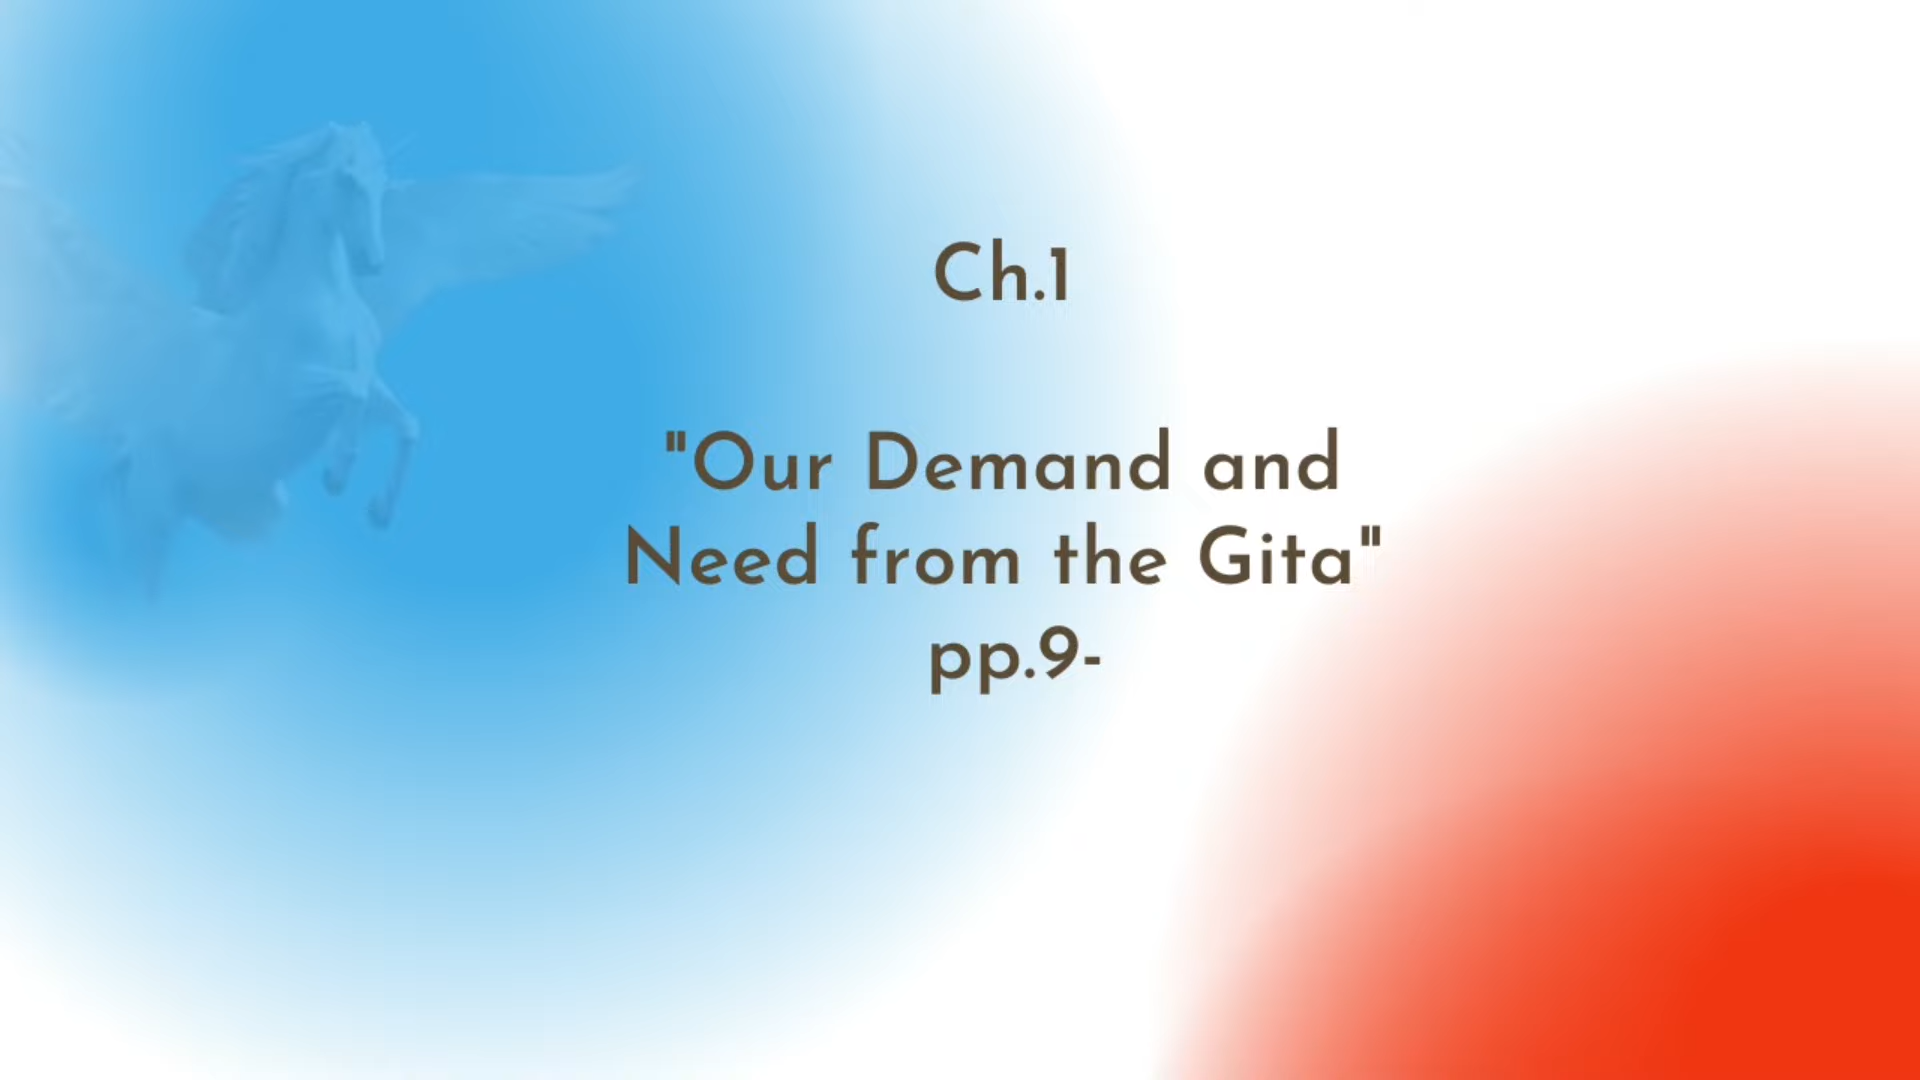 Ch.1
"Our Demand and
Need from the Gita"
pp.9-